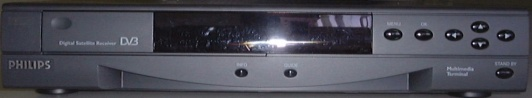 MENU OK
Digital Satellite Receiver DVB
PHILIPS
INFO GUIDE
STAND BY
Multimedia
Terminal